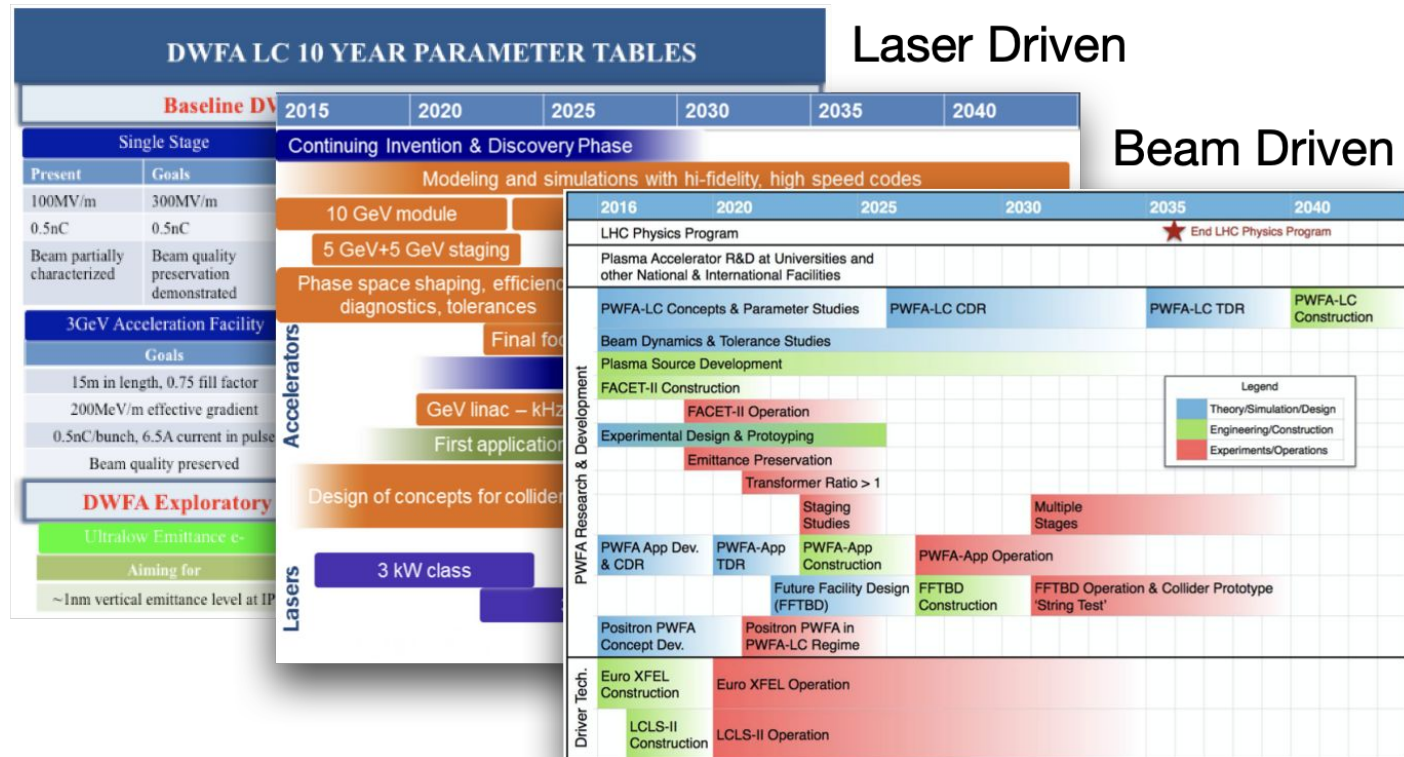 Laser Driven
Beam Driven
DWFA LC 10 YEAR PARAMETER TABLES
Baseline
Single Stage
Present Goals
100MV/m 300MV/m
0.5nC 0.5nC
Beam partially
characterized
Beam quality
preservation
demonstrated
3GeV Acceleration Facility
Goals
15m in length, 0.75 fill factor
200MeV/m effective gradient
0.5nC/bunch, 6.5A current in pulse
Beam quality preserved
DWFA Exploratory
Ultralow Emittance e-
Aiming for
~1nm vertical emittance level at IP
2015 2020 2025 2030 2035 2040
Continuing Invention & Discovery Phase
Modeling and simulations with hi-fidelity, high speed codes
10 GeV module
5 GeV+5 GeV staging
Phase space shaping,
diagnostics, tolerances
Final
GeV linac – kHz
First
Design of concepts for
3 kW class
Accelerators
Lasers
2016 2020 2025 2030 2035 2040
LHC Physics Program
End LHC Physics Program
Plasma Accelerator R&D at Universities and
other National & International Facilities
PWFA Research & Development
PWFA-LC Concepts & Parameter Studies
PWFA-LC CDR
PWFA-LC TDR
PWFA-LC
Construction
Beam Dynamics & Tolerance Studies
Plasma Source Development
FACET-II Construction
FACET-II Operation
Experimental Design & Protoyping
Emittance Preservation
Transformer Ratio > 1
Staging
Studies
Multiple
Stages
PWFA App Dev.
& CDR
PWFA-App
TDR
PWFA-App
Construction
PWFA-App Operation
Future Facility Design
(FFTBD)
FFTBD
Construction
FFTBD Operation & Collider Prototype
'String Test'
Positron PWFA
Concept Dev.
Positron PWFA in
PWFA-LC Regime
Legend
Theory/Simulation/Design
Engineering/Construction
Experiments/Operations
Driver Tech.
Euro XFEL
Construction
Euro XFEL Operation
LCLS-II
Construction
LCLS-II Operation